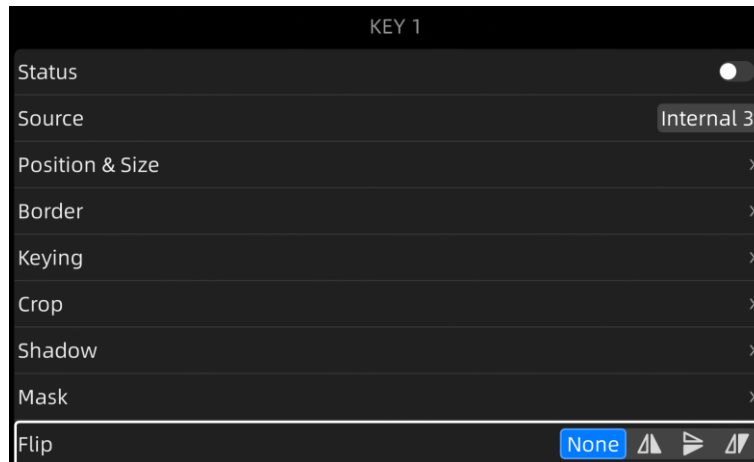 KEY 1
Status
Source Internal 3
Position & Size
Border
Keying
Crop
Shadow
Mask
Flip None